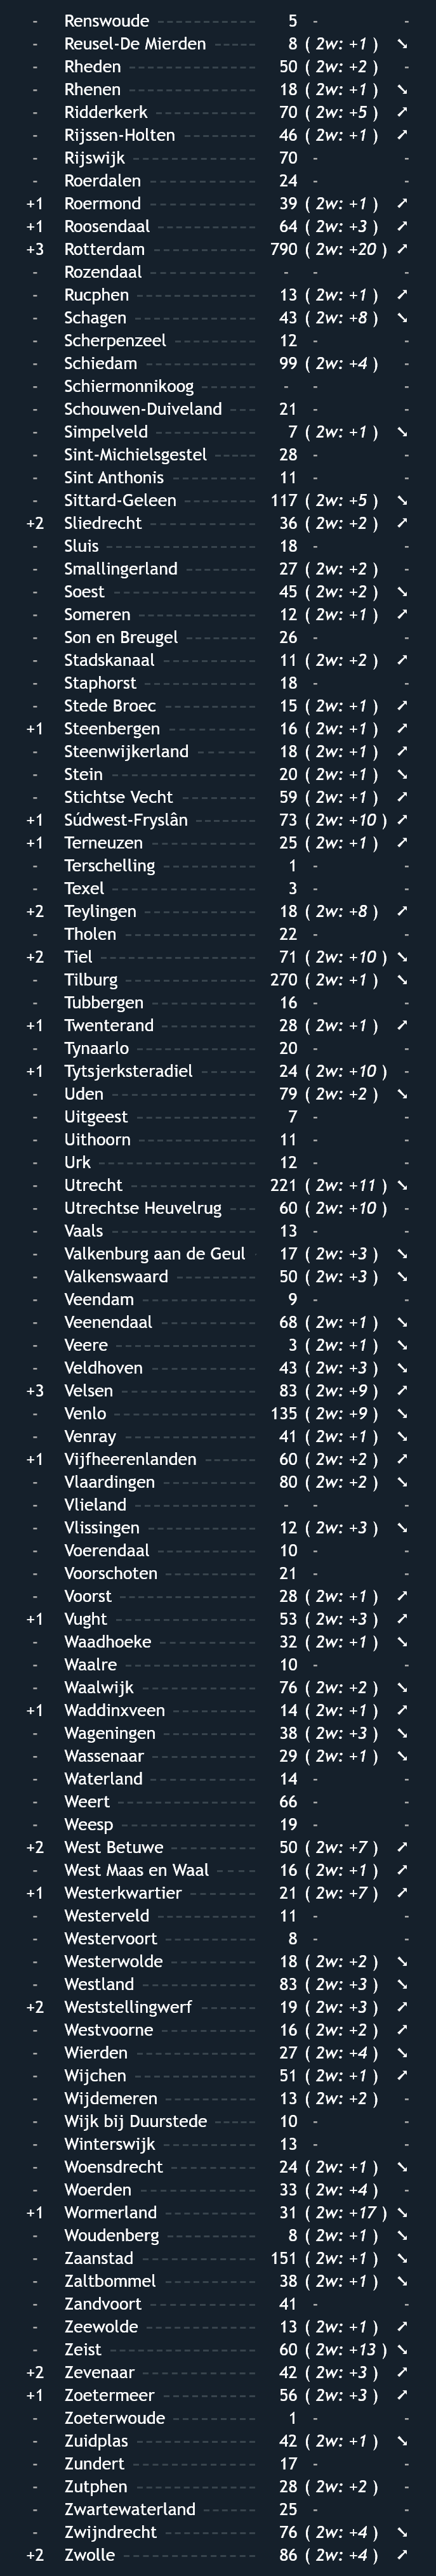 - Renswoude 5 - -
- Reusel-De Mierden 8 ( 2w: +1 ) ↘
- Rheden 50 ( 2w: +2 ) -
- Rhenen 18 ( 2w: +1 ) ↘
- Ridderkerk 70 ( 2w: +5 ) ↗
- Rijssen-Holten 46 ( 2w: +1 ) ↗
- Rijswijk 70 - -
- Roerdalen 24 - -
+1 Roermond 39 ( 2w: +1 ) ↗
+1 Roosendaal 64 ( 2w: +3 ) ↗
+3 Rotterdam 790 ( 2w: +20 ) ↗
- Rozendaal - - -
- Rucphen 13 ( 2w: +1 ) ↗
- Schagen 43 ( 2w: +8 ) ↘
- Scherpenzeel 12 - -
- Schiedam 99 ( 2w: +4 ) -
- Schiermonnikoog - - -
- Schouwen-Duiveland 21 - -
- Simpelveld 7 ( 2w: +1 ) ↘
- Sint-Michielsgestel 28 - -
- Sint Anthonis 11 - -
- Sittard-Geleen 117 ( 2w: +5 ) ↘
+2 Sliedrecht 36 ( 2w: +2 ) ↗
- Sluis 18 - -
- Smallingerland 27 ( 2w: +2 ) -
- Soest 45 ( 2w: +2 ) ↘
- Someren 12 ( 2w: +1 ) ↗
- Son en Breugel 26 - -
- Stadskanaal 11 ( 2w: +2 ) ↗
- Staphorst 18 - -
- Stede Broec 15 ( 2w: +1 ) ↗
+1 Steenbergen 16 ( 2w: +1 ) ↗
- Steenwijkerland 18 ( 2w: +1 ) ↗
- Stein 20 ( 2w: +1 ) ↘
- Stichtse Vecht 59 ( 2w: +1 ) ↗
+1 Súdwest-Fryslân 73 ( 2w: +10 ) ↗
+1 Terneuzen 25 ( 2w: +1 ) ↗
- Terschelling 1 - -
- Texel 3 - -
+2 Teylingen 18 ( 2w: +8 ) ↗
- Tholen 22 - -
+2 Tiel 71 ( 2w: +10 ) ↘
- Tilburg 270 ( 2w: +1 ) ↘
- Tubbergen 16 - -
+1 Twenterand 28 ( 2w: +1 ) ↗
- Tynaarlo 20 - -
+1 Tytsjerksteradiel 24 ( 2w: +10 ) -
- Uden 79 ( 2w: +2 ) ↘
- Uitgeest 7 - -
- Uithoorn 11 - -
- Urk 12 - -
- Utrecht 221 ( 2w: +11 ) ↘
- Utrechtse Heuvelrug 60 ( 2w: +10 ) -
- Vaals 13 - -
- Valkenburg aan de Geul 17 ( 2w: +3 ) ↘
- Valkenswaard 50 ( 2w: +3 ) ↘
- Veendam 9 - -
- Veenendaal 68 ( 2w: +1 ) ↘
- Veere 3 ( 2w: +1 ) ↘
- Veldhoven 43 ( 2w: +3 ) ↘
+3 Velsen 83 ( 2w: +9 ) ↗
- Venlo 135 ( 2w: +9 ) ↘
- Venray 41 ( 2w: +1 ) ↘
+1 Vijfheerenlanden 60 ( 2w: +2 ) ↗
- Vlaardingen 80 ( 2w: +2 ) ↘
- Vlieland - - -
- Vlissingen 12 ( 2w: +3 ) ↘
- Voerendaal 10 - -
- Voorschoten 21 - -
- Voorst 28 ( 2w: +1 ) ↗
+1 Vught 53 ( 2w: +3 ) ↗
- Waadhoeke 32 ( 2w: +1 ) ↘
- Waalre 10 - -
- Waalwijk 76 ( 2w: +2 ) ↘
+1 Waddinxveen 14 ( 2w: +1 ) ↗
- Wageningen 38 ( 2w: +3 ) ↘
- Wassenaar 29 ( 2w: +1 ) ↘
- Waterland 14 - -
- Weert 66 - -
- Weesp 19 - -
+2 West Betuwe 50 ( 2w: +7 ) ↗
- West Maas en Waal 16 ( 2w: +1 ) ↗
+1 Westerkwartier 21 ( 2w: +7 ) ↗
- Westerveld 11 - -
- Westervoort 8 - -
- Westerwolde 18 ( 2w: +2 ) ↘
- Westland 83 ( 2w: +3 ) ↘
+2 Weststellingwerf 19 ( 2w: +3 ) ↗
- Westvoorne 16 ( 2w: +2 ) ↗
- Wierden 27 ( 2w: +4 ) ↘
- Wijchen 51 ( 2w: +1 ) ↗
- Wijdemeren 13 ( 2w: +2 ) -
- Wijk bij Duurstede 10 - -
- Winterswijk 13 - -
- Woensdrecht 24 ( 2w: +1 ) ↘
- Woerden 33 ( 2w: +4 ) -
+1 Wormerland 31 ( 2w: +17 ) ↘
- Woudenberg 8 ( 2w: +1 ) ↘
- Zaanstad 151 ( 2w: +1 ) ↘
- Zaltbommel 38 ( 2w: +1 ) ↘
- Zandvoort 41 - -
- Zeewolde 13 ( 2w: +1 ) ↗
- Zeist 60 ( 2w: +13 ) ↘
+2 Zevenaar 42 ( 2w: +3 ) ↗
+1 Zoetermeer 56 ( 2w: +3 ) ↗
- Zoeterwoude 1 - -
- Zuidplas 42 ( 2w: +1 ) ↘
- Zundert 17 - -
- Zutphen 28 ( 2w: +2 ) -
- Zwartewaterland 25 - -
- Zwijndrecht 76 ( 2w: +4 ) ↘
+2 Zwolle 86 ( 2w: +4 ) ↗